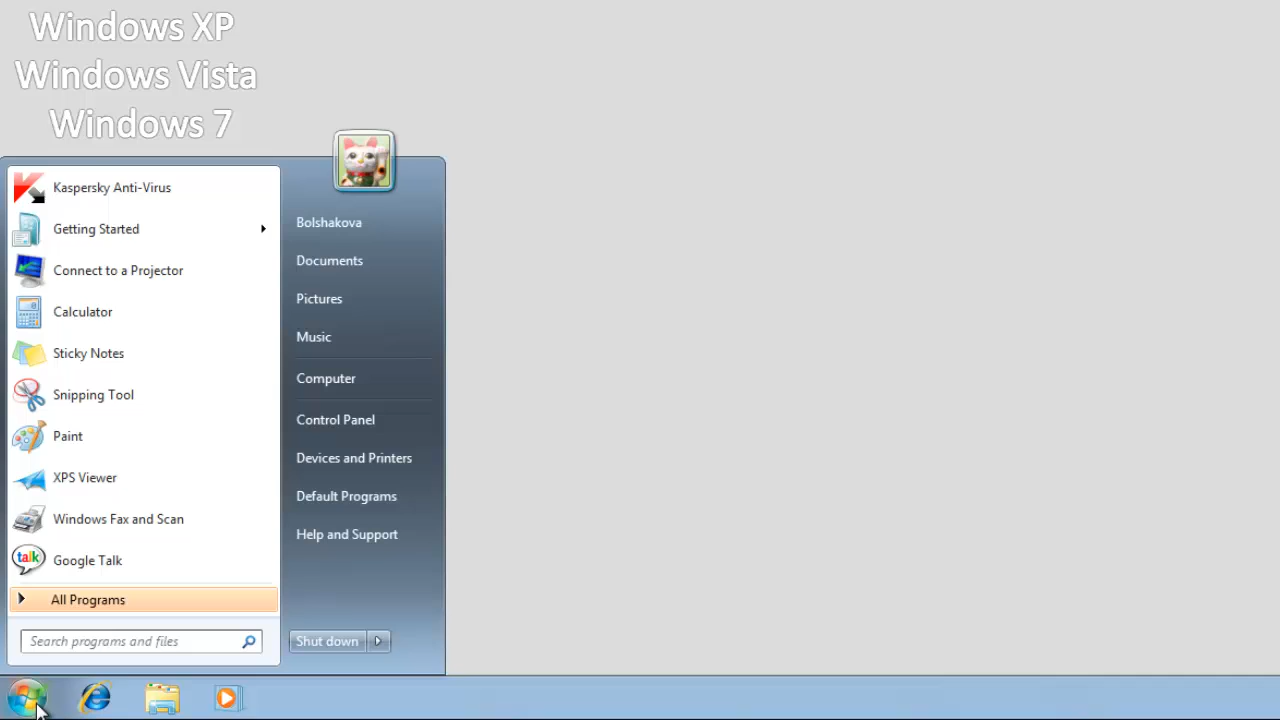 Windows XP
Windows Vista
Windows 7
Kaspersky Anti-Virus
Getting Started
Connect to a Projector
Calculator
Sticky Notes
Snipping Tool
Paint
XPS Viewer
Windows Fax and Scan
talk Google Talk
All Programs
Search programs and files
Bolshakova
Documents
Pictures
Music
Computer
Control Panel
Devices and Printers
Default Programs
Help and Support
Shut down